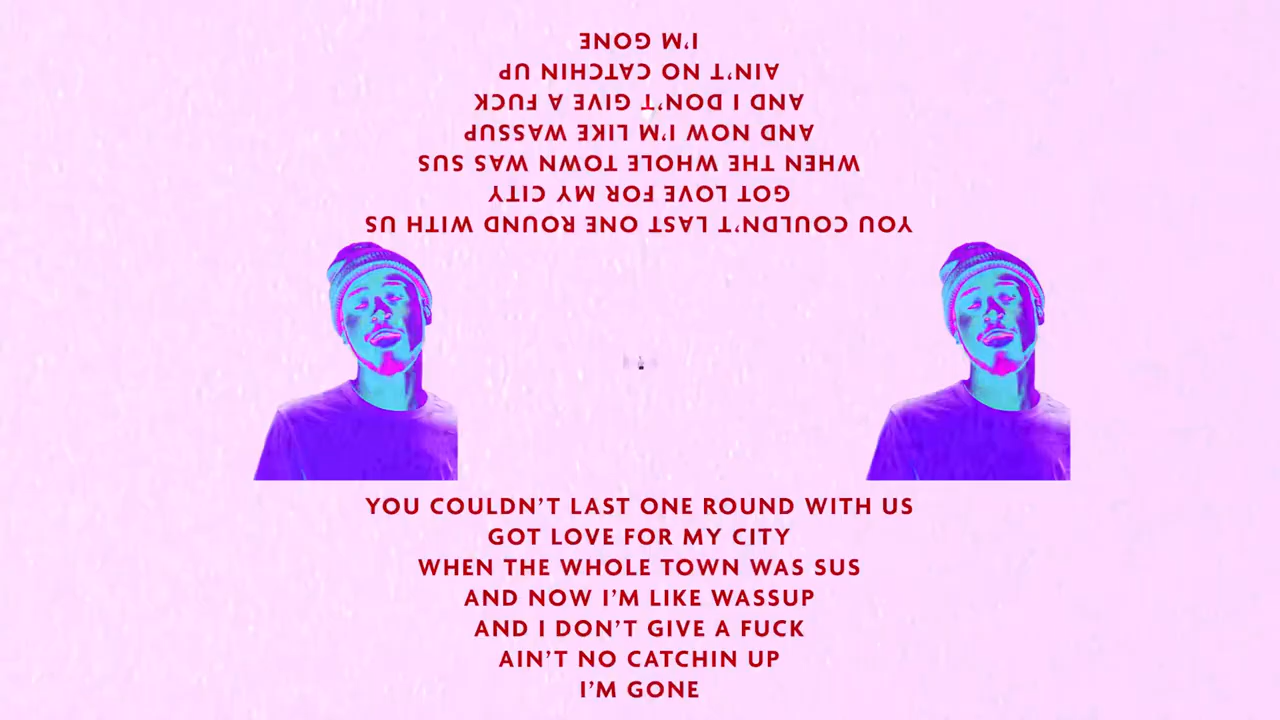 I'M GONE
AIN'T NO CATCHIN UP
AND I DON'T GIVE A FUCK
AND NOW I'M LIKE WASSUP
WHEN THE WHOLE TOWN WAS SUS
GOT LOVE FOR MY CITY
YOU COULDN'T LAST ONE ROUND WITH US
YOU COULDN'T LAST ONE ROUND WITH US
GOT LOVE FOR MY CITY
WHEN THE WHOLE TOWN WAS SUS
AND NOW I'M LIKE WASSUP
AND I DON'T GIVE A FUCK
AIN'T NO CATCHIN UP
I'M GONE